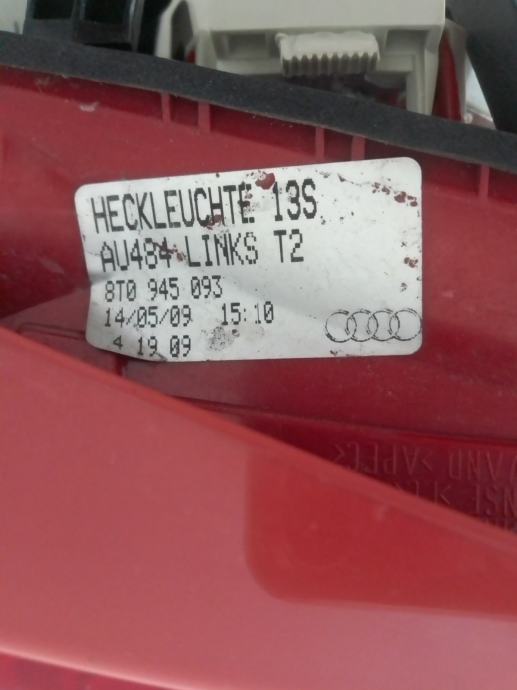 HECKLEUCHTE 13S
AU484 LINKS T2
8T0 945 093
14/05/09 15:10
4 19 09